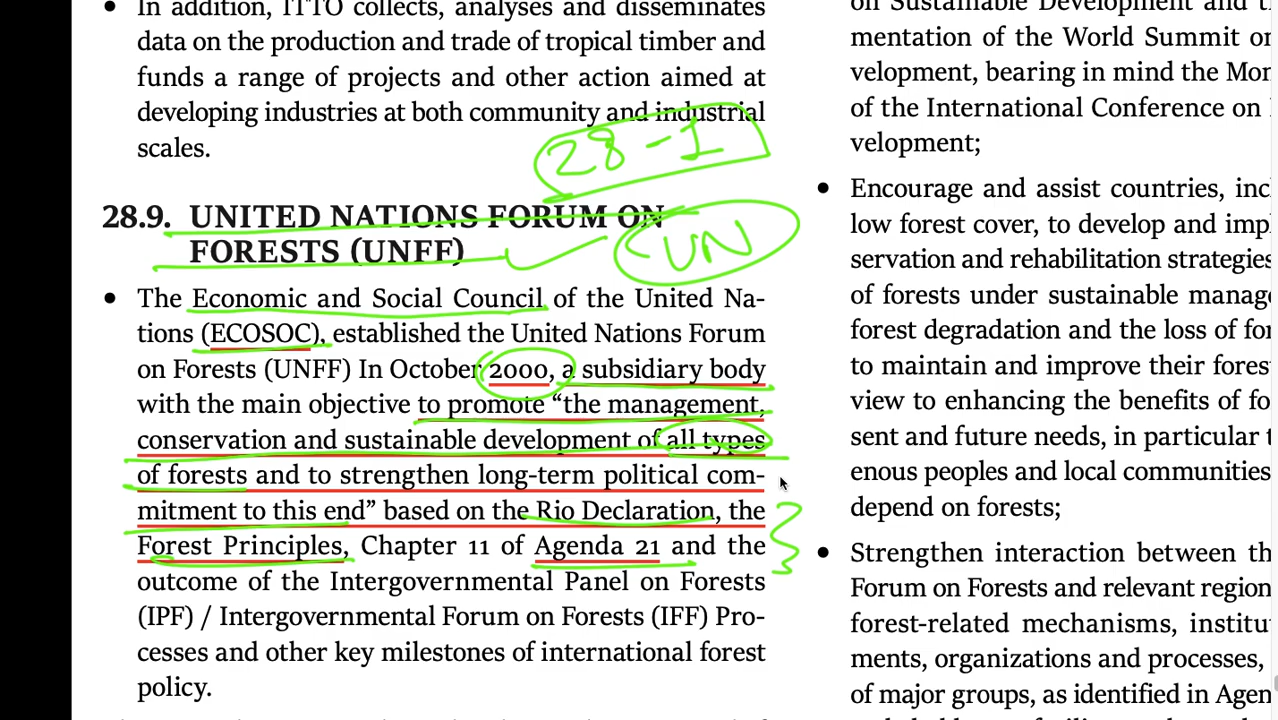 • In addition, ITTO collects, analyses and disseminates
data on the production and trade of tropical timber and
funds a range of projects and other action aimed at
developing industries at both community and industrial
scales.
28-1
28.9. UNITED NATIONS FORUM ON
FORESTS (UNFF)
UN
• The Economic and Social Council of the United Na-
tions (ECOSOC), established the United Nations Forum
on Forests (UNFF) In October 2000, a subsidiary body
with the main objective to promote “the management,
conservation and sustainable development of all types
of forests and to strengthen long-term political com-
mitment to this end” based on the Rio Declaration, the
Forest Principles, Chapter 11 of Agenda 21 and the
outcome of the Intergovernmental Panel on Forests
(IPF) / Intergovernmental Forum on Forests (IFF) Pro-
cesses and other key milestones of international forest
policy.
on Sustainable Development and
mentation of the World Summit on
velopment, bearing in mind the Mon
of the International Conference on
velopment;
• Encourage and assist countries, inc
low forest cover, to develop and imp
servation and rehabilitation strategies
of forests under sustainable manag
forest degradation and the loss of fo
to maintain and improve their fores
view to enhancing the benefits of fo
sent and future needs, in particular t
enous peoples and local communities
depend on forests;
• Strengthen interaction between th
Forum on Forests and relevant region
forest-related mechanisms, institu
ments, organizations and processes,
of major groups, as identified in Agen